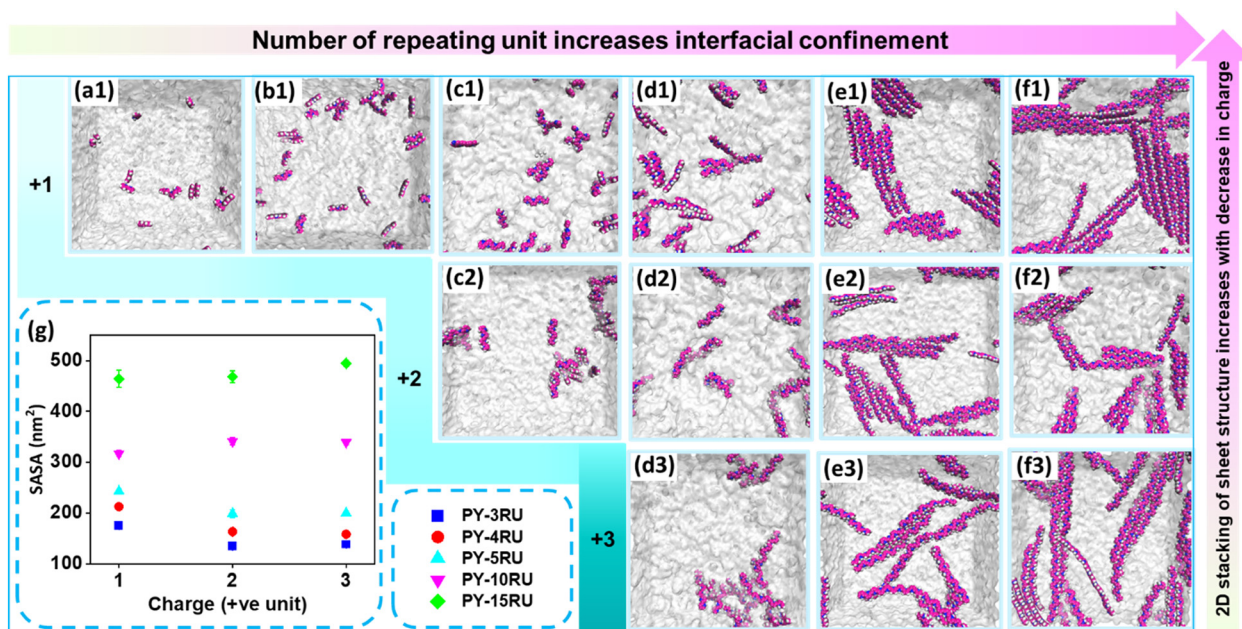 Number of repeating unit increases interfacial confinement
2D stacking of sheet structure increases with decrease in charge
(a1)
(b1)
(c1)
(d1)
(e1)
(f1)
+1
(c2)
(d2)
(e2)
(f2)
+2
(d3)
(e3)
(f3)
+3
(g)
500
400
300
200
100
SASA (nm²)
1 2 3
Charge (+ve unit)
PY-3RU
PY-4RU
PY-5RU
PY-10RU
PY-15RU